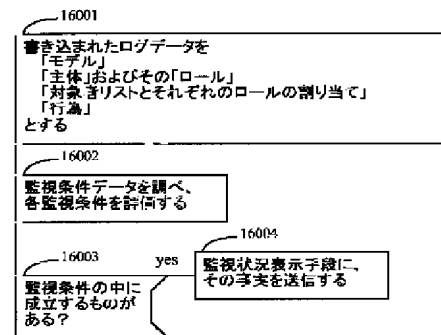 16001
書き込まれたログデータを
「モデル」
「主体」およびその「ロール」
「対象きリストとそれぞれのロールの割り当て」
「行為」
とする
16002
監視条件データを調べ、
各監視条件を評価する
16003
yes
16004
監視条件の中に
成立するものが
ある？
監視状況表示手段に、
その事実を送信する